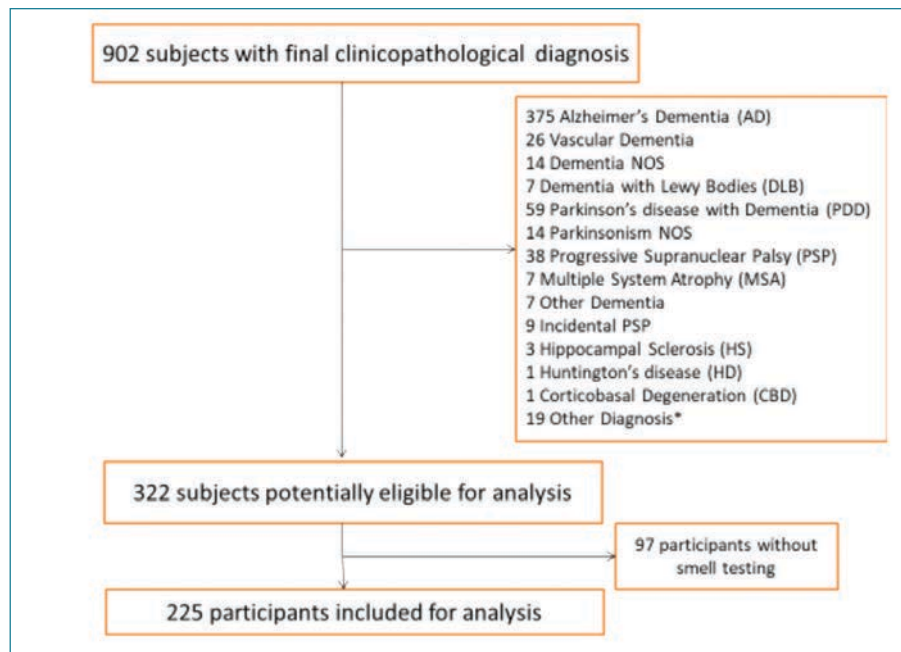 902 subjects with final clinicopathological diagnosis
375 Alzheimer's Dementia (AD)
26 Vascular Dementia
14 Dementia NOS
7 Dementia with Lewy Bodies (DLB)
59 Parkinson's disease with Dementia (PDD)
14 Parkinsonism NOS
38 Progressive Supranuclear Palsy (PSP)
7 Multiple System Atrophy (MSA)
7 Other Dementia
9 Incidental PSP
3 Hippocampal Sclerosis (HS)
1 Huntington's disease (HD)
1 Corticobasal Degeneration (CBD)
19 Other Diagnosis*
322 subjects potentially eligible for analysis
97 participants without
smell testing
225 participants included for analysis